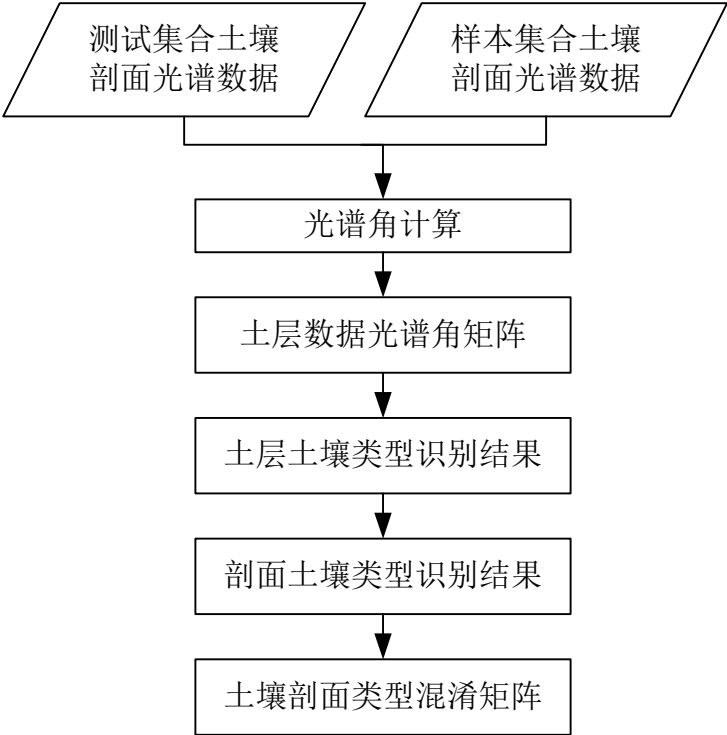 测试集合土壤
剖面光谱数据
样本集合土壤
剖面光谱数据
光谱角计算
土层数据光谱角矩阵
土层土壤类型识别结果
剖面土壤类型识别结果
土壤剖面类型混淆矩阵